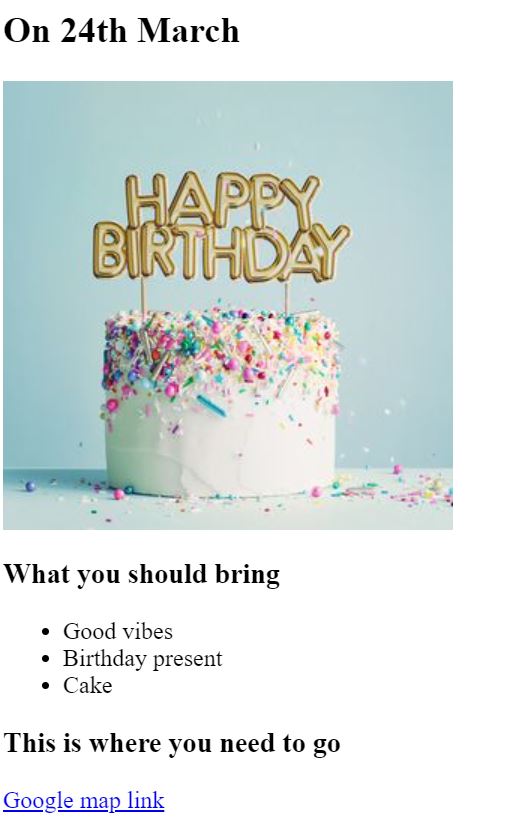 On 24th March
HAPPY
BIRTHDAY
What you should bring
Good vibes
Birthday present
Cake
This is where you need to go
Google map link